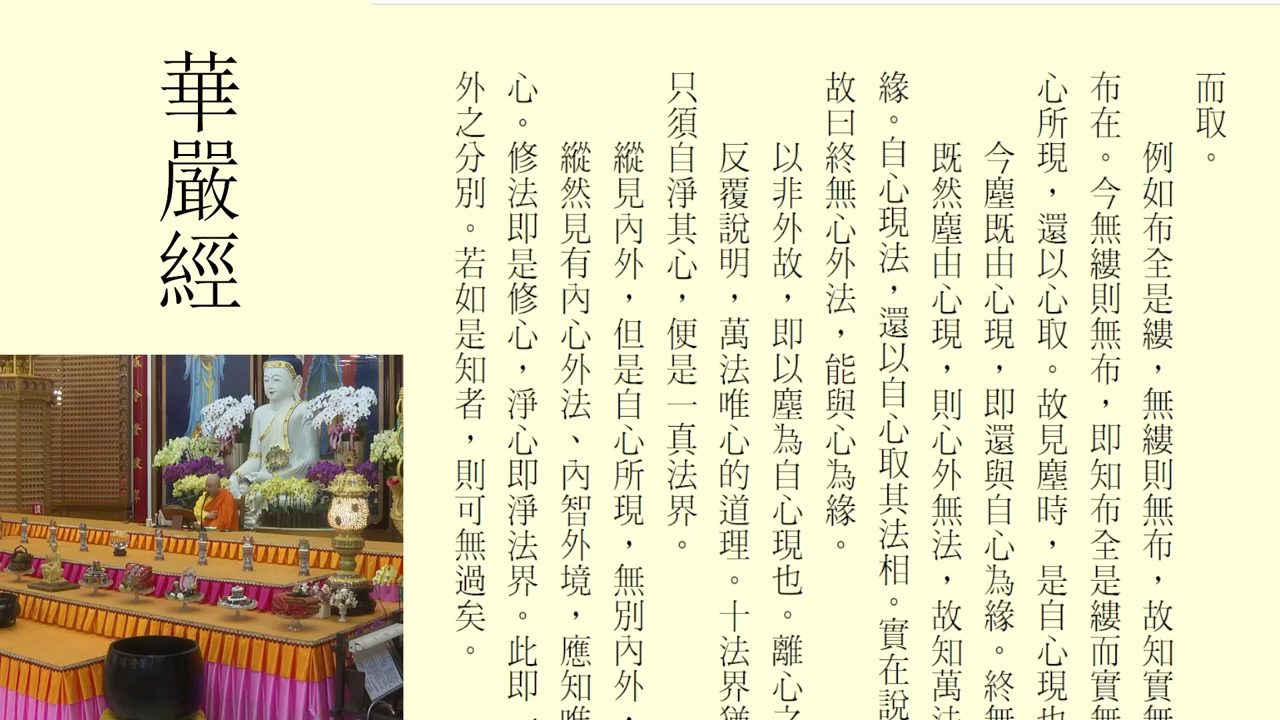 華嚴經
而取。
例如布全是縷，無縷則無布，故知實無
布在。今無縷則無布，即知布全是縷而實無
心所現，還以心取。故見塵時，是自心現也
今塵既由心現，即還與自心為緣。終無
既然塵由心現，則心外無法，故知萬法
緣。自心現法，還以自心取其法相。實在說
故曰終無心外法，能與心為緣。
以非外故，即以塵為自心現也。離心之
反覆說明，萬法唯心的道理。十法界猶
只須自淨其心，便是一真法界。
縱見內外，但是自心所現，無別內外，
縱然見有內心外法、內智外境，應知唯
心。修法即是修心，淨心即淨法界。此即一
外之分別。若如是知者，則可無過矣。